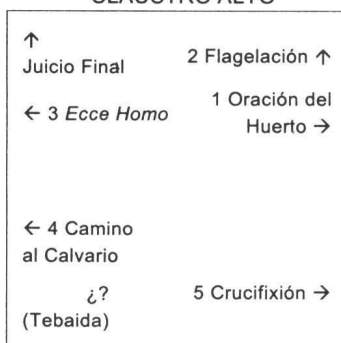 CLAUSTRO ALTO
↑
Juicio Final
2 Flagelación ↑
← 3 Ecce Homo
1 Oración del
Huerto →
← 4 Camino
al Calvario
¿?
(Tebaida)
5 Crucifixión →